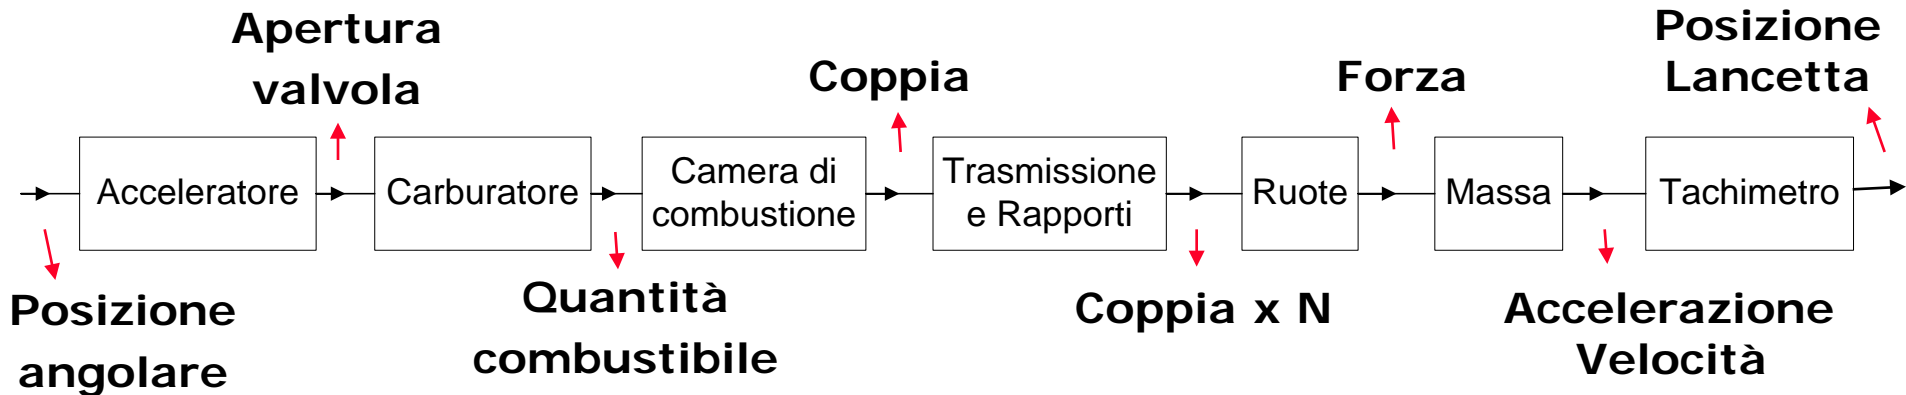 Apertura
valvola
Coppia
Forza
Posizione
Lancetta
Acceleratore
Carburatore
Camera di
combustione
Trasmissione
e Rapporti
Ruote
Massa
Tachimetro
Posizione
angolare
Quantità
combustibile
Coppia x N
Accelerazione
Velocità